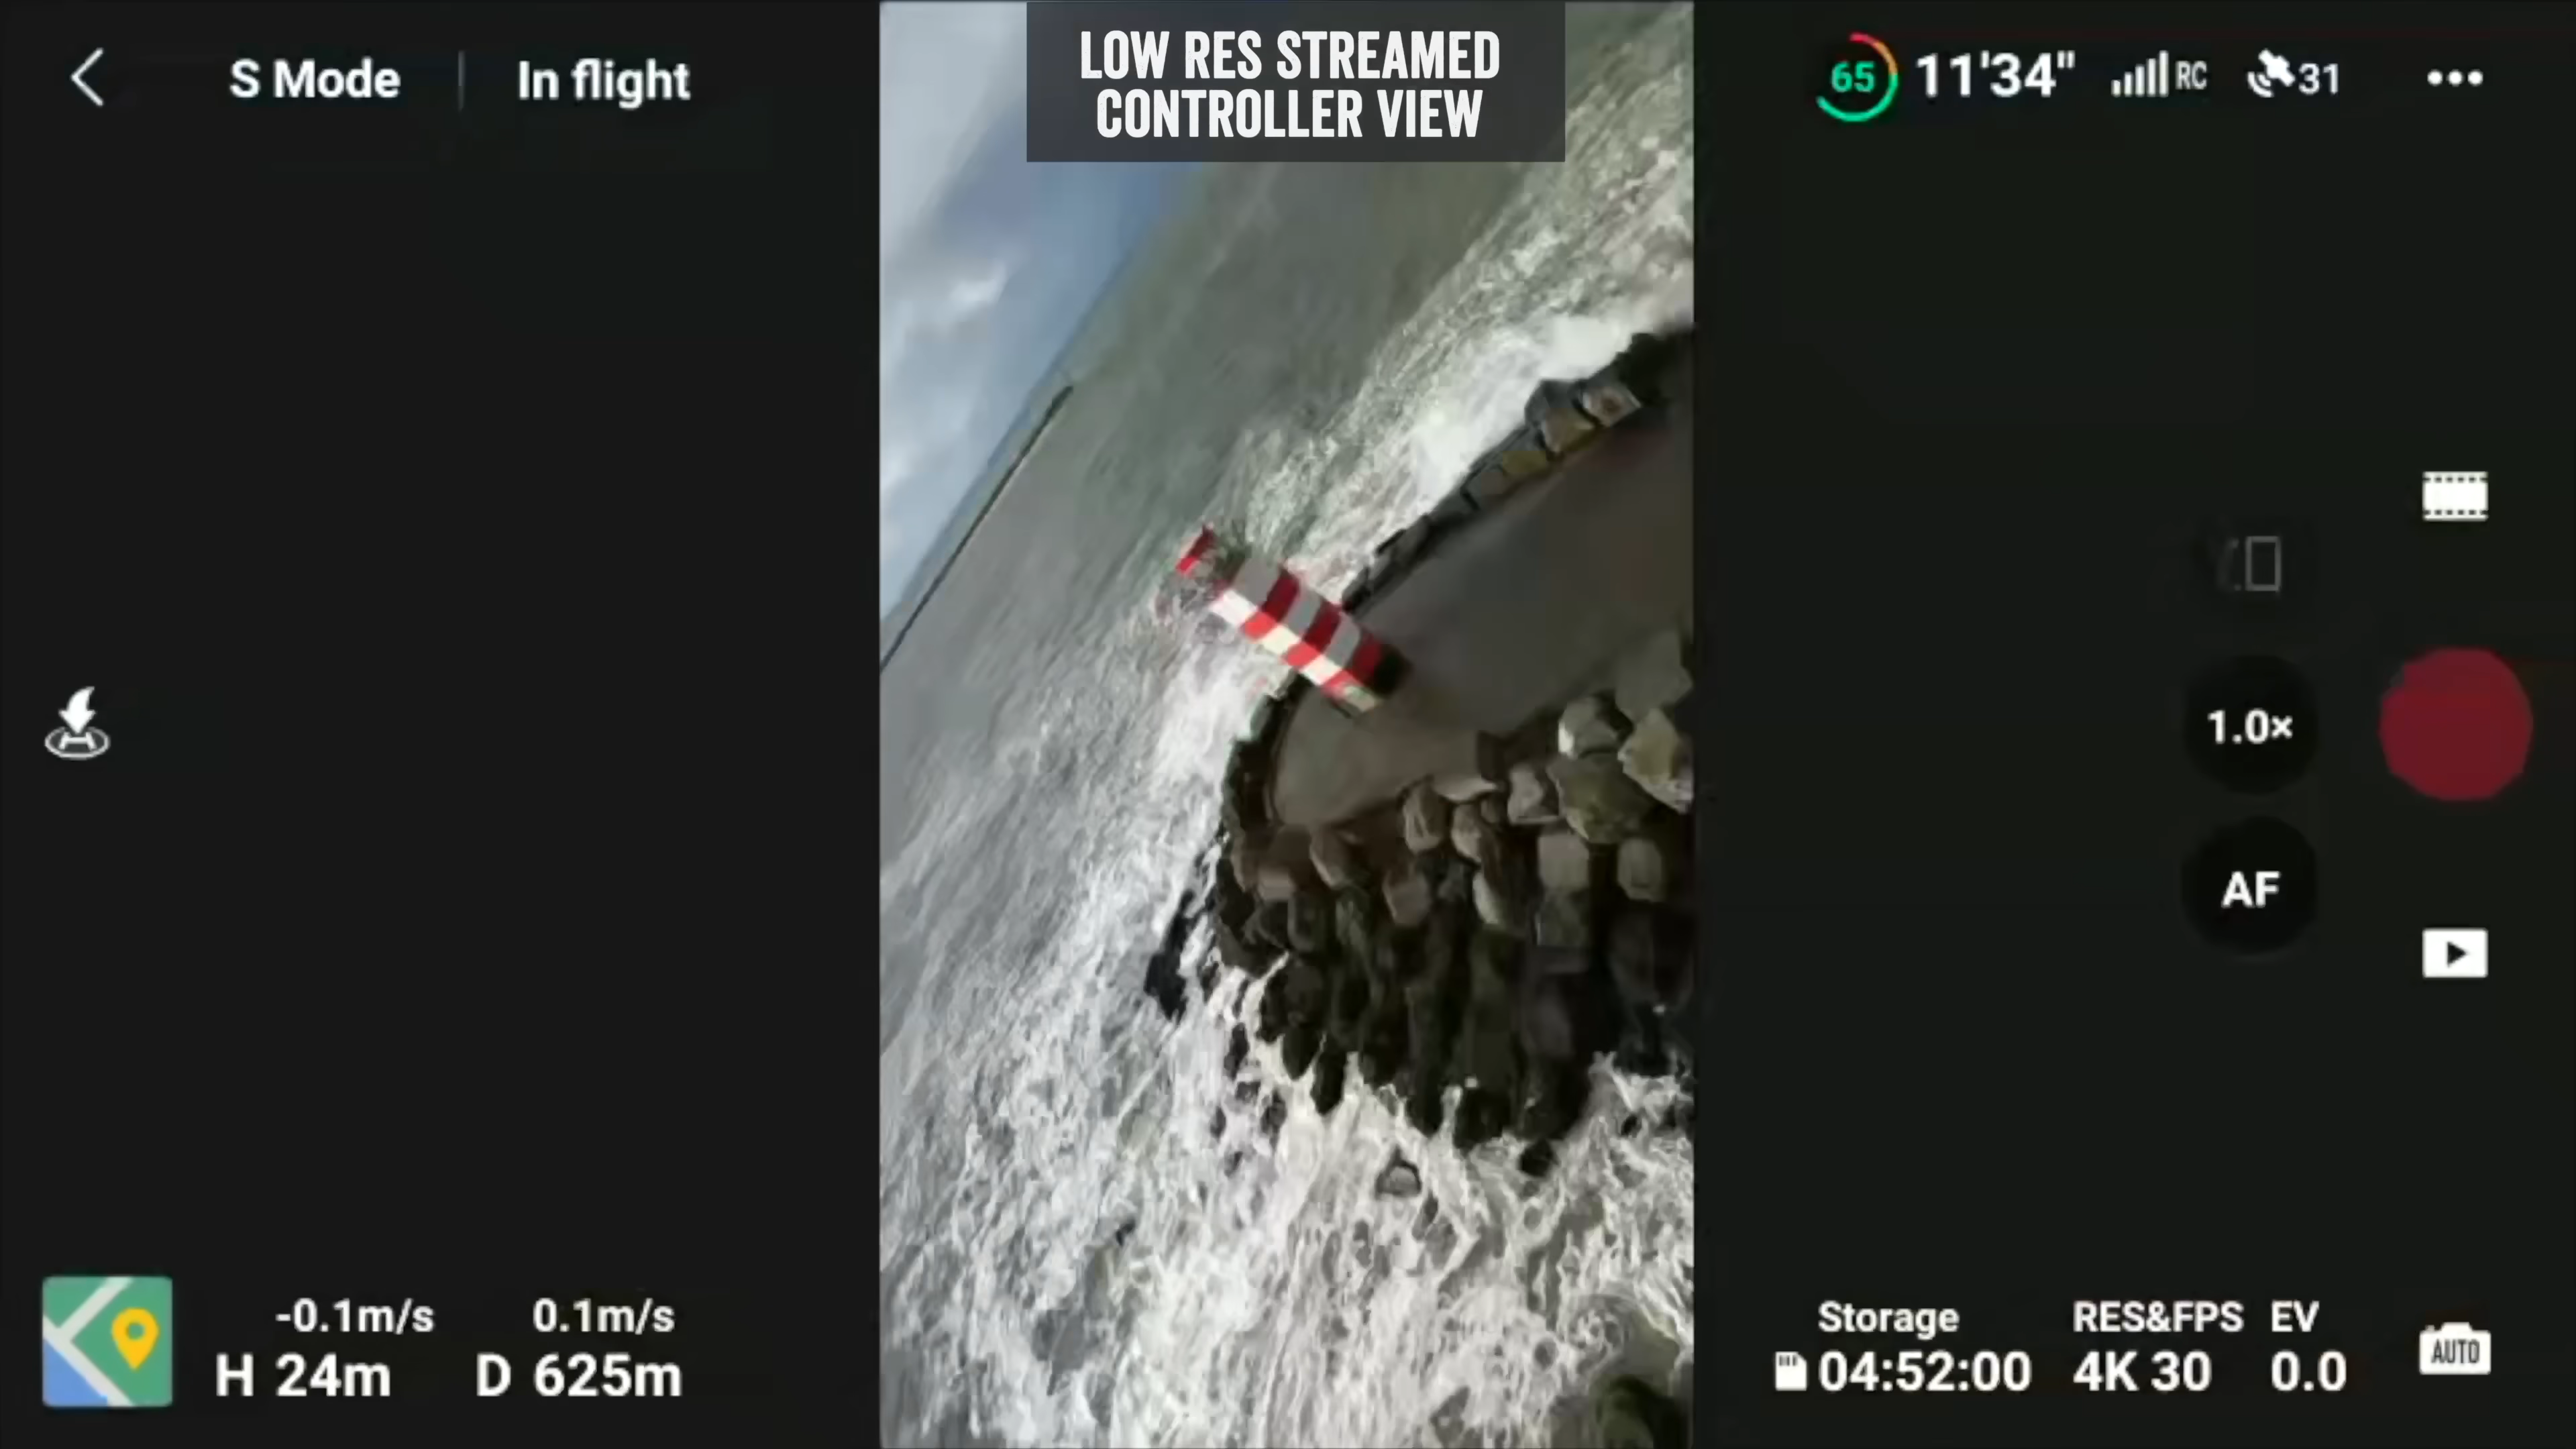 S Mode
In flight
LOW RES STREAMED
CONTROLLER VIEW
65
11'34"
RC
31
1.0×
AF
-0.1m/s
0.1m/s
H 24m
D 625m
Storage
RES&FPS
EV
04:52:00
4K 30
0.0
AUTO